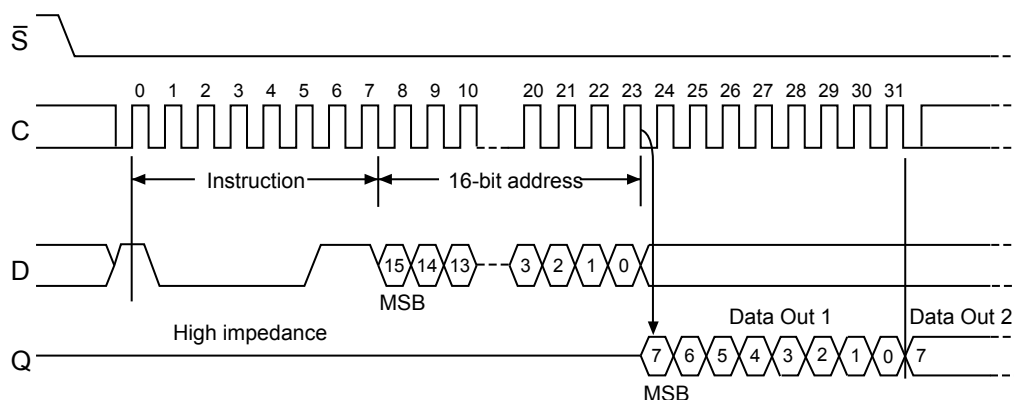 S̅
0 1 2 3 4 5 6 7 8 9 10 20 21 22 23 24 25 26 27 28 29 30 31
C
Instruction 16-bit address
D
15 14 13 3 2 1 0
MSB
High impedance
Data Out 1 Data Out 2
Q
7 6 5 4 3 2 1 0 7
MSB